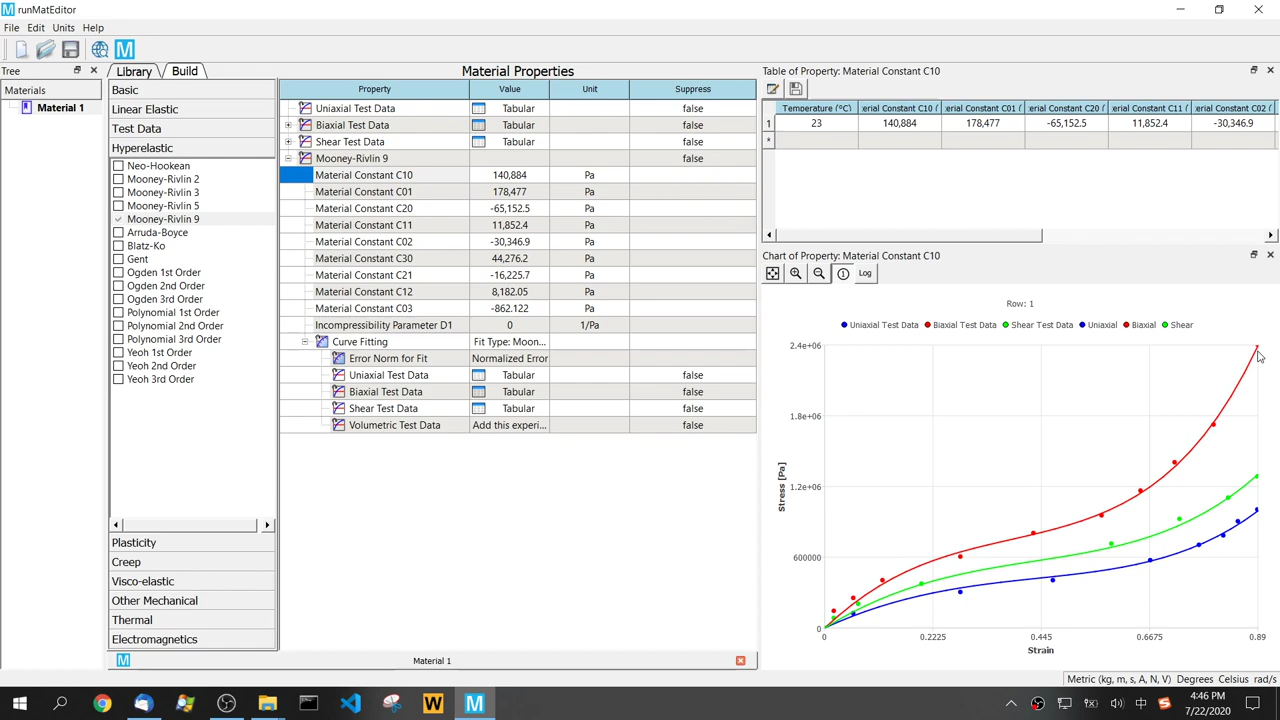 runMatEditor
File Edit Units Help
Tree
Materials
Material 1
Library Build
Basic
Linear Elastic
Test Data
Hyperelastic
Neo-Hookean
Mooney-Rivlin 2
Mooney-Rivlin 3
Mooney-Rivlin 5
Mooney-Rivlin 9
Arruda-Boyce
Blatz-Ko
Gent
Ogden 1st Order
Ogden 2nd Order
Ogden 3rd Order
Polynomial 1st Order
Polynomial 2nd Order
Polynomial 3rd Order
Yeoh 1st Order
Yeoh 2nd Order
Yeoh 3rd Order
Plasticity
Creep
Visco-elastic
Other Mechanical
Thermal
Electromagnetics
Material Properties
Property Value Unit Suppress
Uniaxial Test Data Tabular false
Biaxial Test Data Tabular false
Shear Test Data Tabular false
Mooney-Rivlin 9 false
Material Constant C10 140,884 Pa
Material Constant C01 178,477 Pa
Material Constant C20 -65,152.5 Pa
Material Constant C11 11,852.4 Pa
Material Constant C02 -30,346.9 Pa
Material Constant C30 44,276.2 Pa
Material Constant C21 -16,225.7 Pa
Material Constant C12 8,182.05 Pa
Material Constant C03 -862.122 Pa
Incompressibility Parameter D1 0 1/Pa
Curve Fitting Fit Type: Moon...
Error Norm for Fit Normalized Error
Uniaxial Test Data Tabular false
Biaxial Test Data Tabular false
Shear Test Data Tabular false
Volumetric Test Data Add this experi... false
M Material 1
Table of Property: Material Constant C10
Temperature (°C) erial Constant C10 ( erial Constant C01 ( erial Constant C20 ( erial Constant C11 ( erial Constant C02 (
1 23 140,884 178,477 -65,152.5 11,852.4 -30,346.9
*
Chart of Property: Material Constant C10
Log
Row: 1
Uniaxial Test Data Biaxial Test Data Shear Test Data Uniaxial Biaxial Shear
2.4e+06
1.8e+06
1.2e+06
600000
0
Stress [Pa]
0 0.2225 0.445 0.6675 0.89
Strain
Metric (kg, m, s, A, N, V) Degrees Celsius rad/s
4:46 PM
7/22/2020